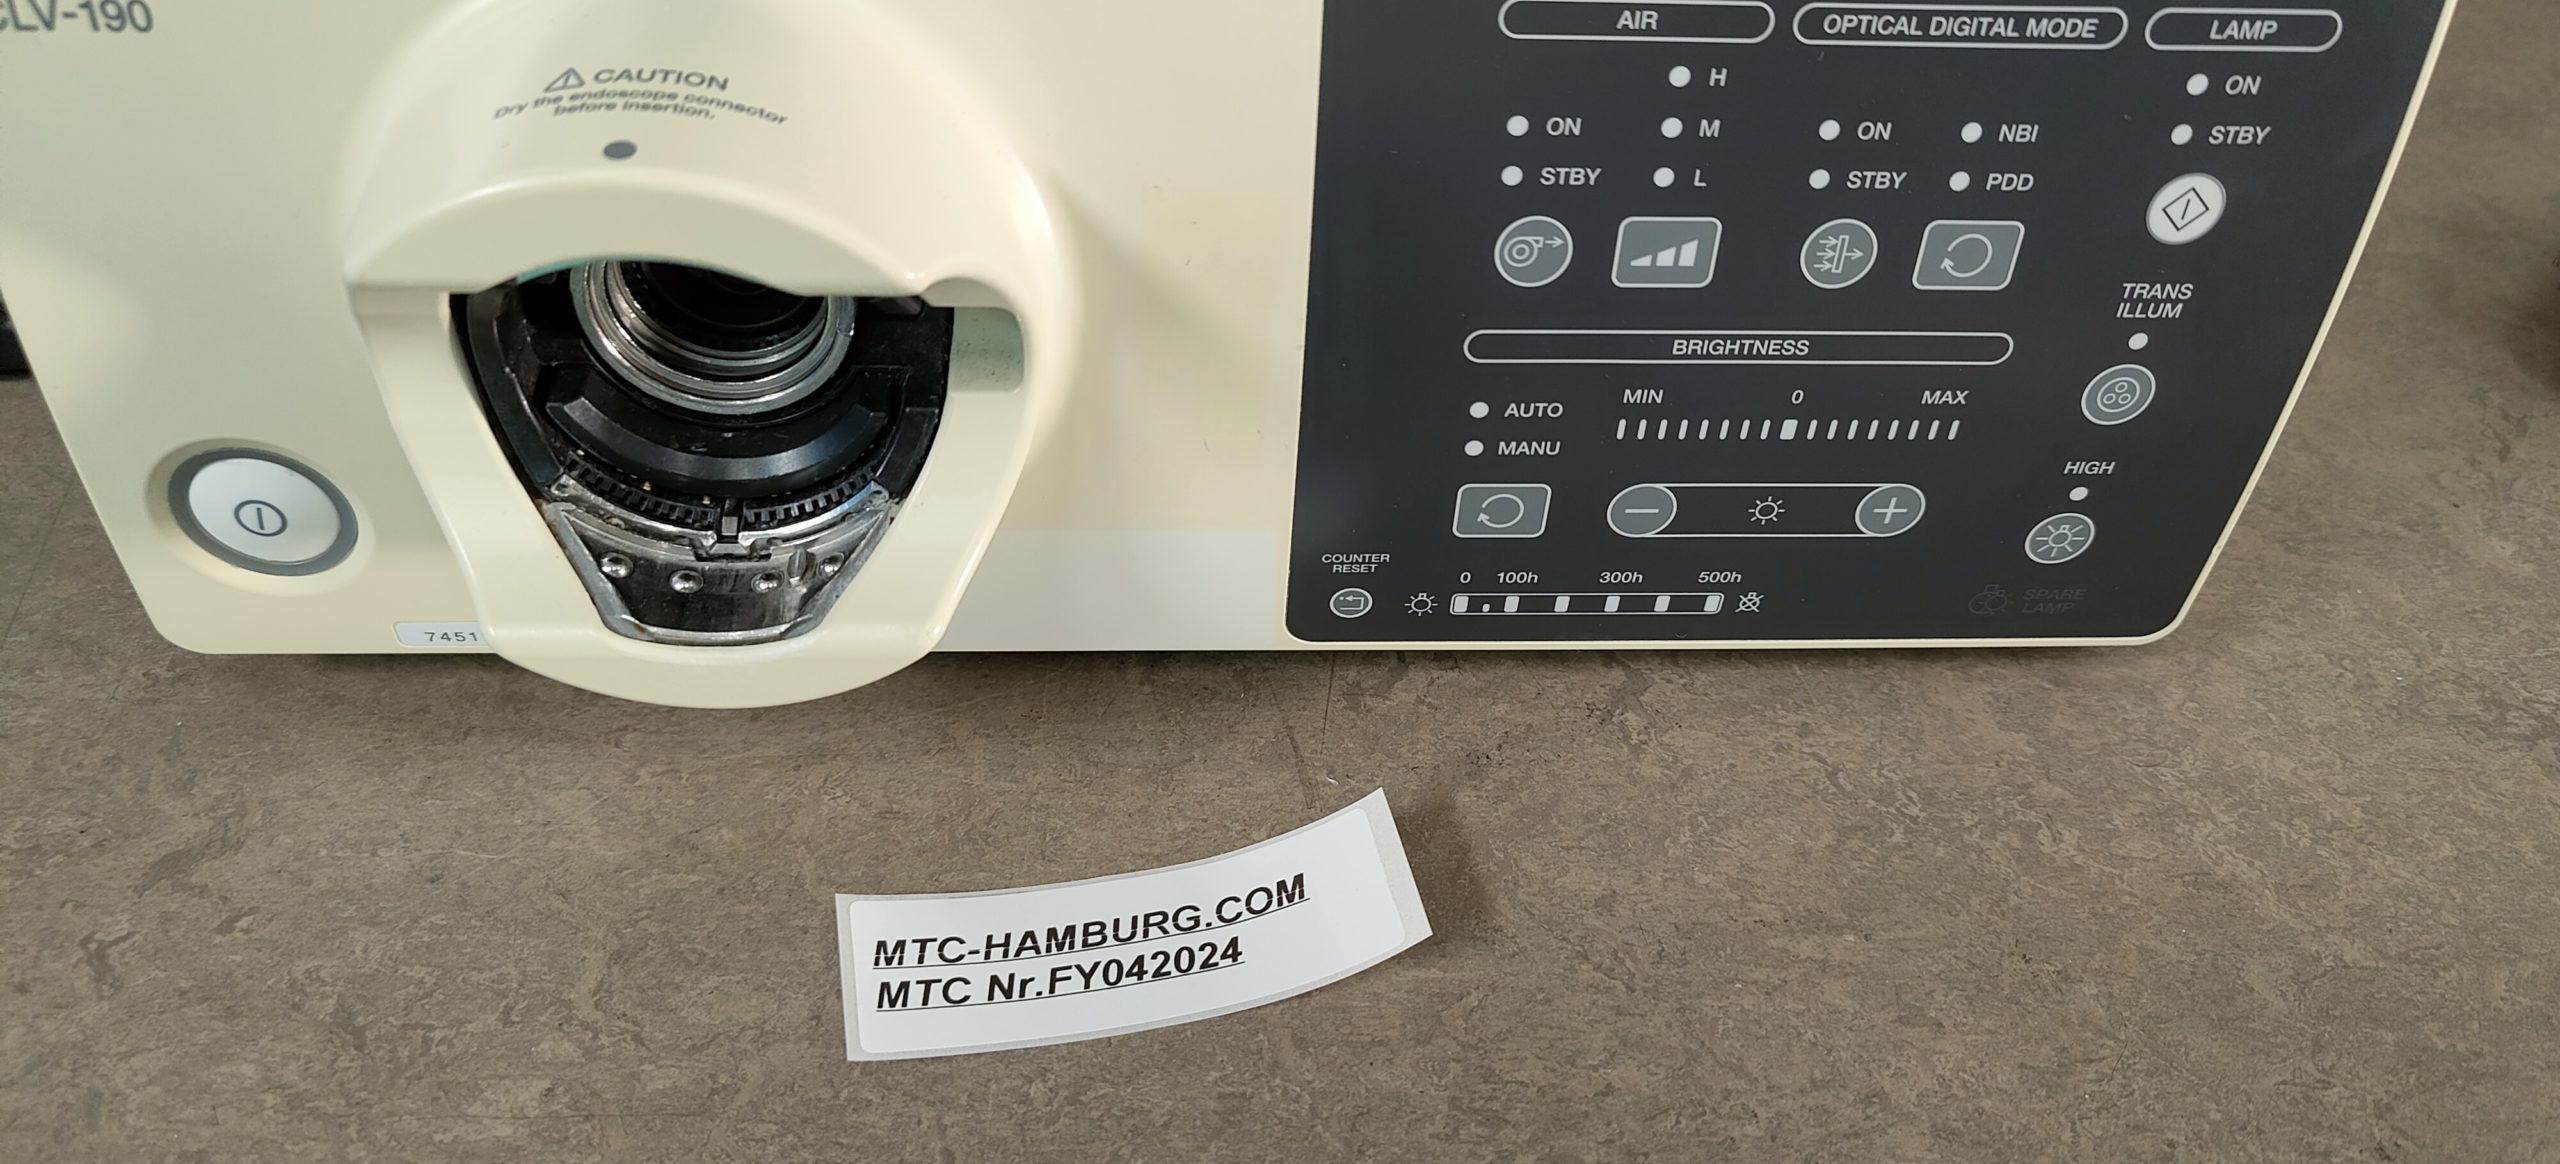 CLV-190
CAUTION
Dry the endoscope connector
before insertion.
7451
AIR
H
ON
M
STBY
L
OPTICAL DIGITAL MODE
ON
NBI
STBY
PDD
LAMP
ON
STBY
TRANS
ILLUM
BRIGHTNESS
AUTO
MANU
MIN
0
MAX
HIGH
COUNTER
RESET
0
100h
300h
500h
SPARE
LAMP
MTC-HAMBURG.COM
MTC Nr.FY042024